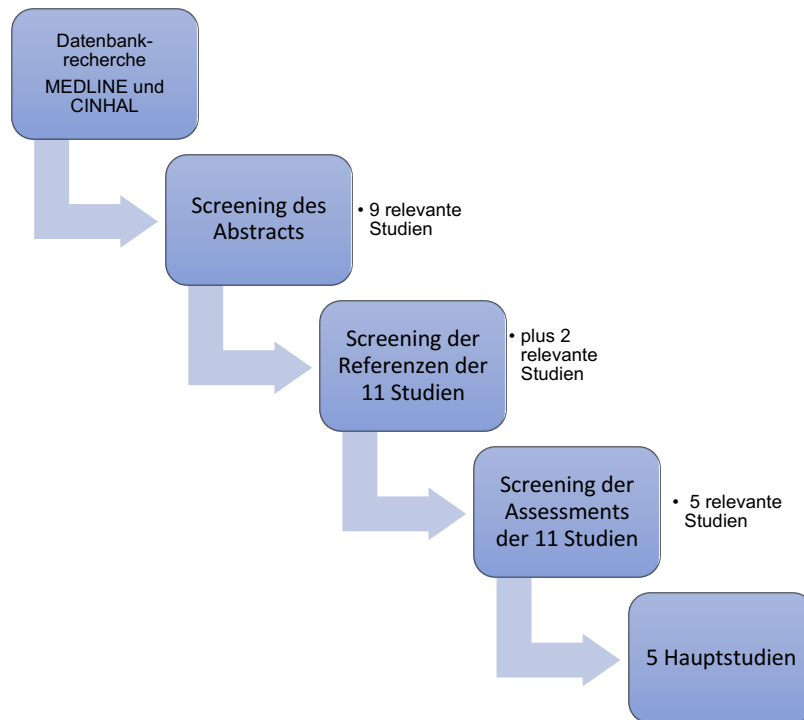 Datenbank-
recherche
MEDLINE und
CINHAL
Screening des
Abstracts
• 9 relevante
Studien
Screening der
Referenzen der
11 Studien
• plus 2
relevante
Studien
Screening der
Assessments
der 11 Studien
• 5 relevante
Studien
5 Hauptstudien